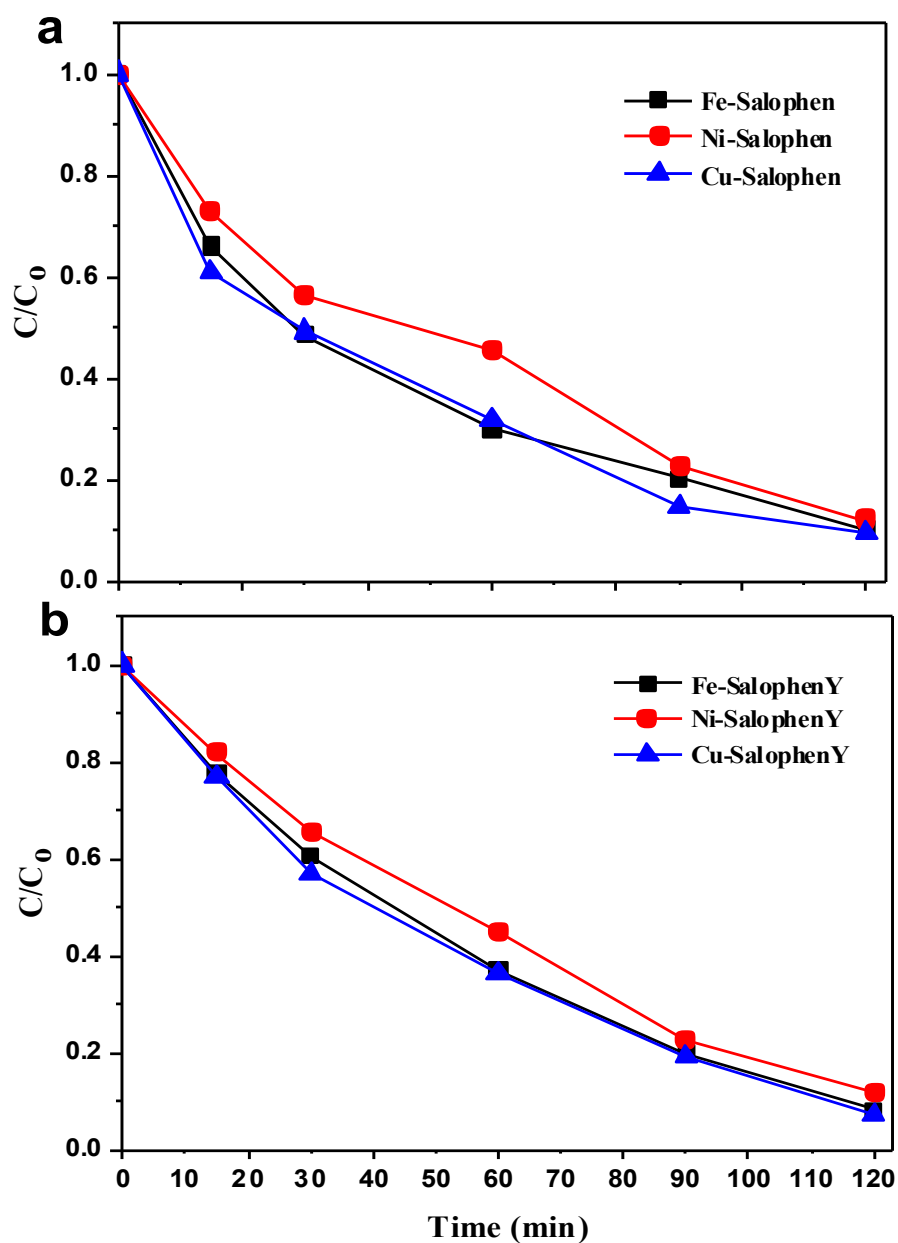 a
1.0
0.8
0.6
0.4
0.2
0.0
C/C₀
Fe-Salophen
Ni-Salophen
Cu-Salophen
b
1.0
0.8
0.6
0.4
0.2
0.0
C/C₀
Fe-SalophenY
Ni-SalophenY
Cu-SalophenY
0 10 20 30 40 50 60 70 80 90 100 110 120
Time (min)